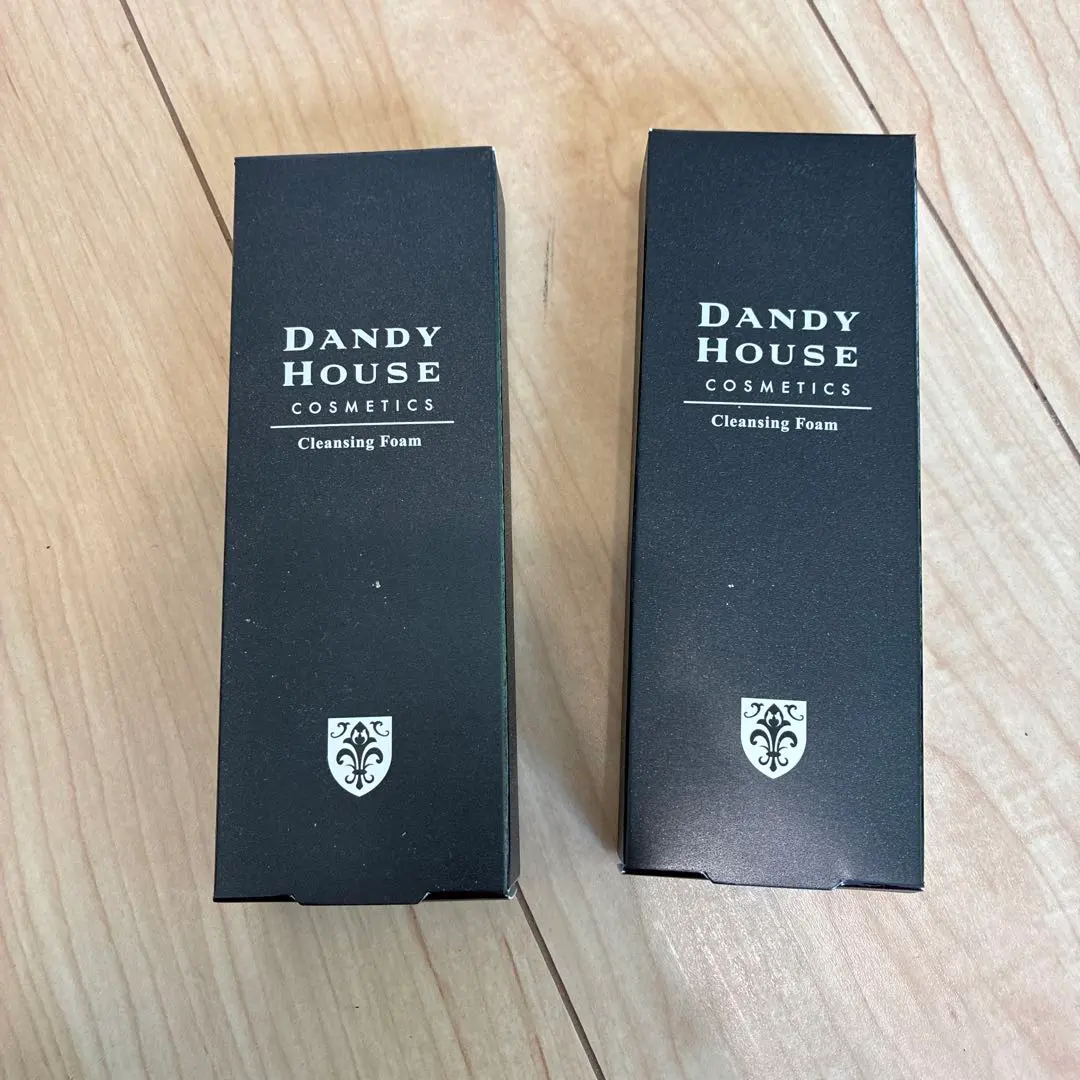 DANDY
HOUSE
COSMETICS
Cleansing Foam
DANDY
HOUSE
COSMETICS
Cleansing Foam